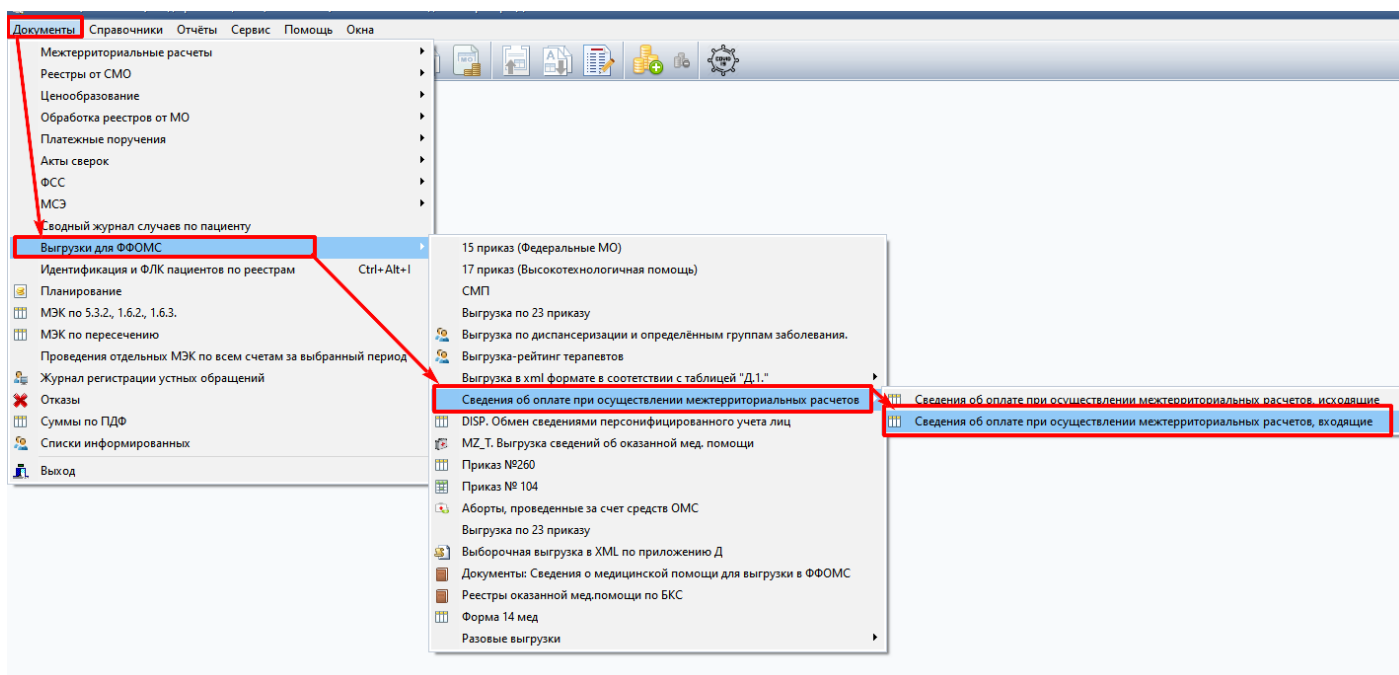 Документы Справочники Отчёты Сервис Помощь Окна
Межтерриториальные расчеты
Реестры от СМО
Ценообразование
Обработка реестров от МО
Платежные поручения
Акты сверок
ФСС
МСЭ
Сводный журнал случаев по пациенту
Выгрузки для ФФОМС
Идентификация и ФЛК пациентов по реестрам Ctrl+Alt+I
Планирование
МЭК по 5.3.2., 1.6.2., 1.6.3.
МЭК по пересечению
Проведения отдельных МЭК по всем счетам за выбранный период
Журнал регистрации устных обращений
Отказы
Суммы по ПДФ
Списки информированных
Выход
15 приказ (Федеральные МО)
17 приказ (Высокотехнологичная помощь)
СМП
Выгрузка по 23 приказу
Выгрузка по диспансеризации и определённым группам заболевания.
Выгрузка-рейтинг терапевтов
Выгрузка в xml формате в соотетствии с таблицей "Д.1."
Сведения об оплате при осуществлении межтерриториальных расчетов
DISP. Обмен сведениями персонифицированного учета лиц
MZ_T. Выгрузка сведений об оказанной мед. помощи
Приказ №260
Приказ № 104
Аборты, проведенные за счет средств ОМС
Выгрузка по 23 приказу
Выборочная выгрузка в XML по приложению Д
Документы: Сведения о медицинской помощи для выгрузки в ФФОМС
Реестры оказанной мед.помощи по БКС
Форма 14 мед
Разовые выгрузки
Сведения об оплате при осуществлении межтерриториальных расчетов, исходящие
Сведения об оплате при осуществлении межтерриториальных расчетов, входящие